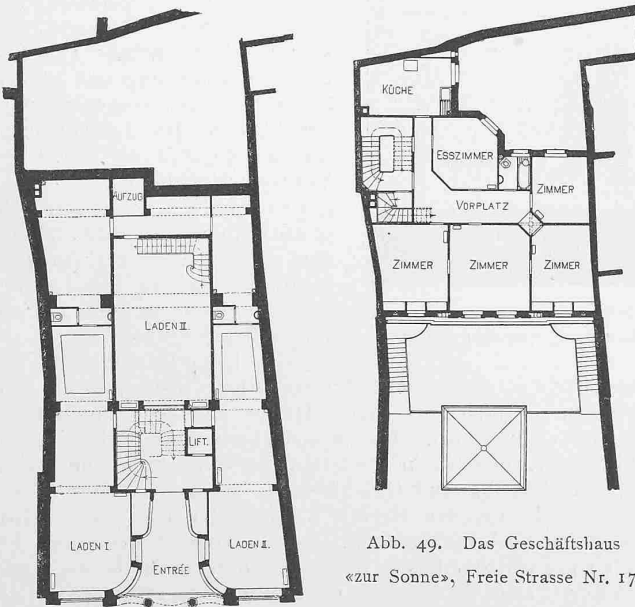 AUFZUG
LADEN II
LIFT.
LADEN I
LADEN II.
ENTRÉE
KÜCHE
ESSZIMMER
ZIMMER
VORPLATZ
ZIMMER
ZIMMER
ZIMMER
Abb. 49. Das Geschäftshaus
«zur Sonne», Freie Strasse Nr. 17